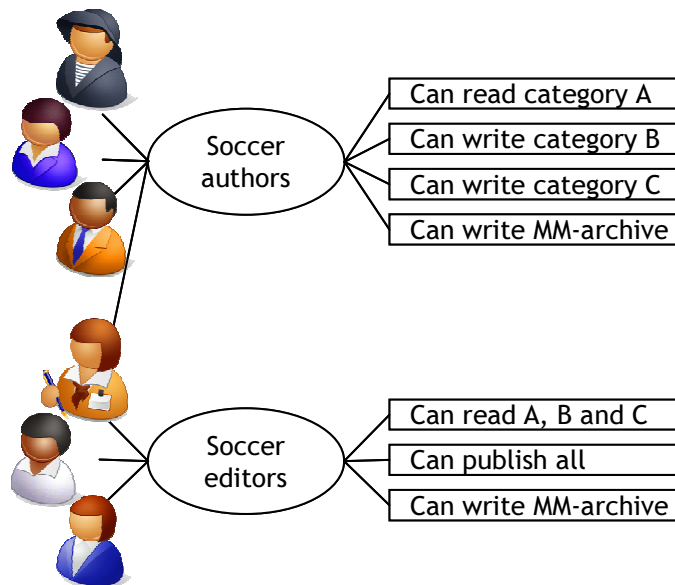 Soccer
authors
Can read category A
Can write category B
Can write category C
Can write MM-archive
Soccer
editors
Can read A, B and C
Can publish all
Can write MM-archive